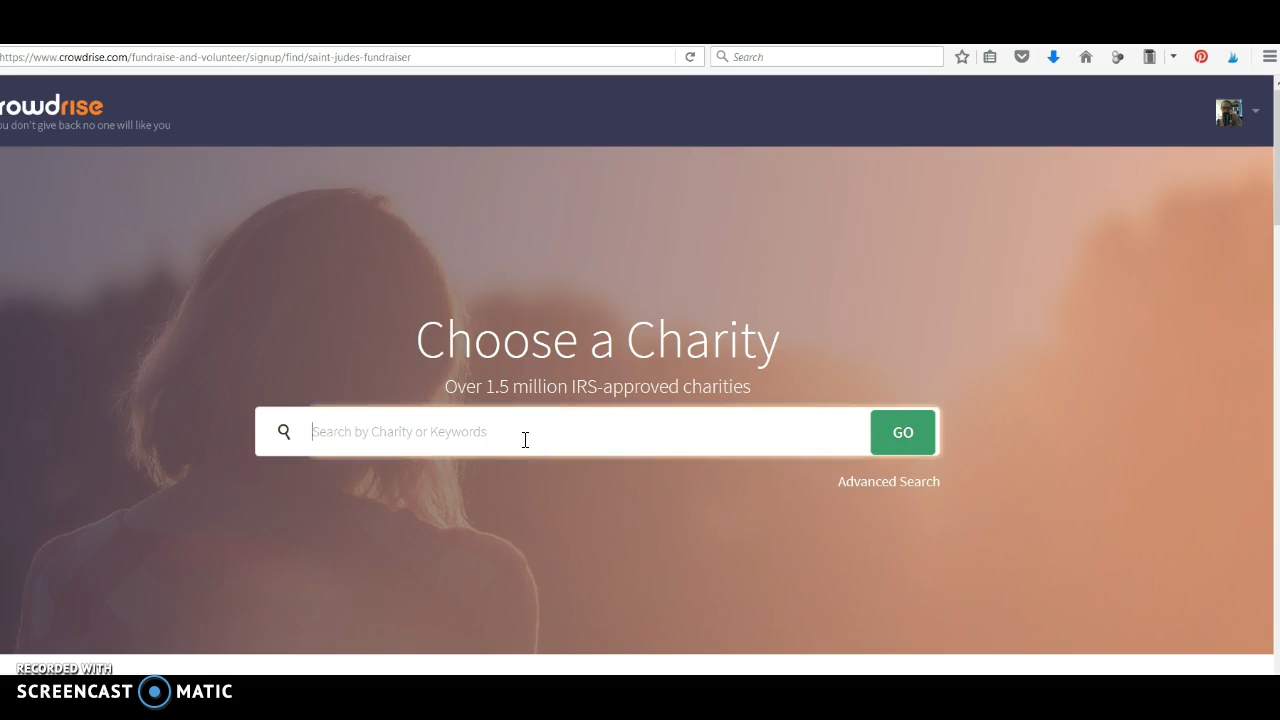 https://www.crowdrise.com/fundraise-and-volunteer/signup/find/saint-judes-fundraiser
Search
rowdrise
ou don't give back no one will like you
Choose a Charity
Over 1.5 million IRS-approved charities
Search by Charity or Keywords
GO
Advanced Search
RECORDED WITH
SCREENCAST MATIC